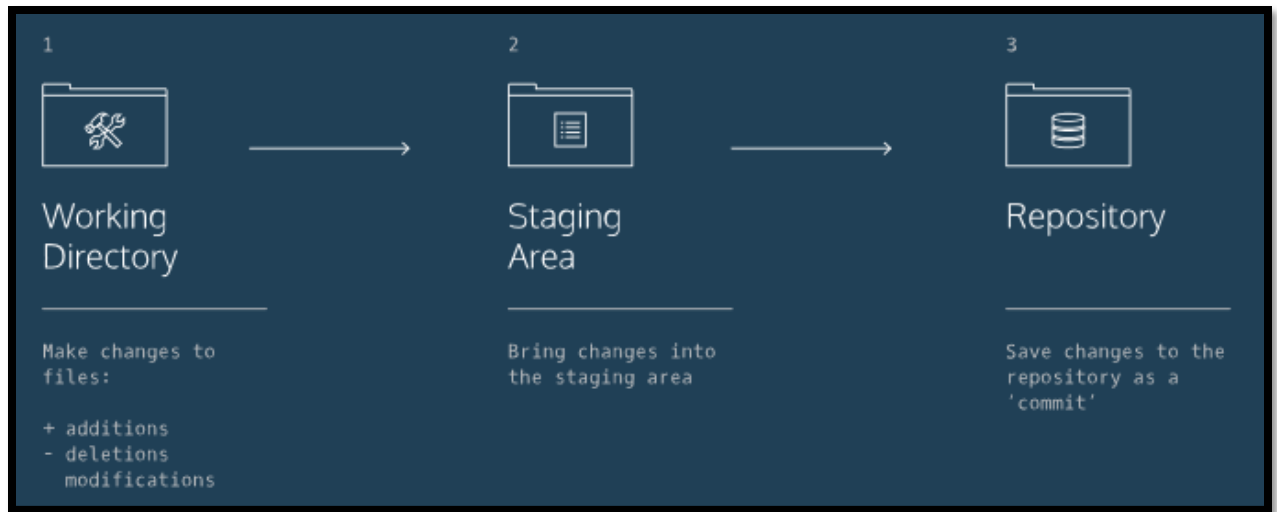 1
Working
Directory
Make changes to
files:
+ additions
- deletions
modifications
2
Staging
Area
Bring changes into
the staging area
3
Repository
Save changes to the
repository as a
'commit'